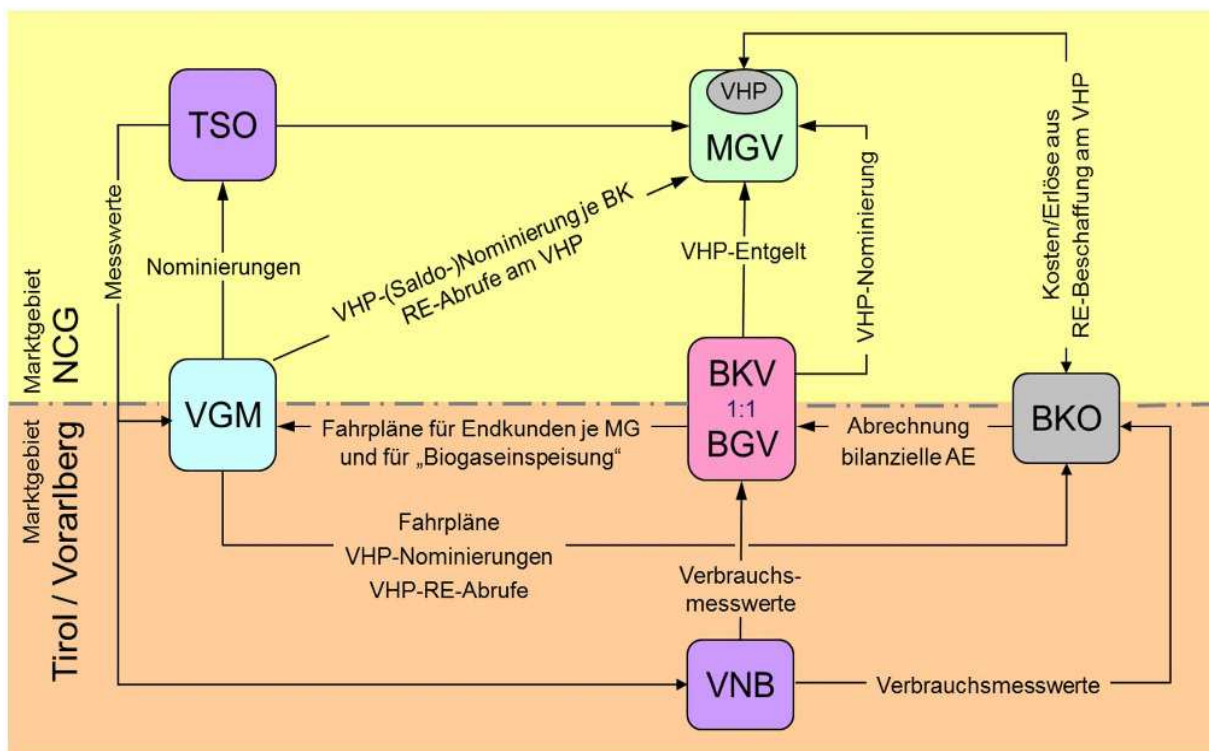 VHP
MGV
TSO
Messwerte
Nominierungen
VHP-(Saldo-)Nominierung je BK
RE-Abrufe am VHP
VHP-Entgelt
VHP-Nominierung
Kosten/Erlöse aus
RE-Beschaffung am VHP
Marktgebiet
NCG
VGM
BKV
1:1
BGV
BKO
Fahrpläne für Endkunden je MG
und für „Biogaseinspeisung“
Abrechnung
bilanzielle AE
Marktgebiet
Tirol / Vorarlberg
Fahrpläne
VHP-Nominierungen
VHP-RE-Abrufe
Verbrauchs-
messwerte
VNB
Verbrauchsmesswerte